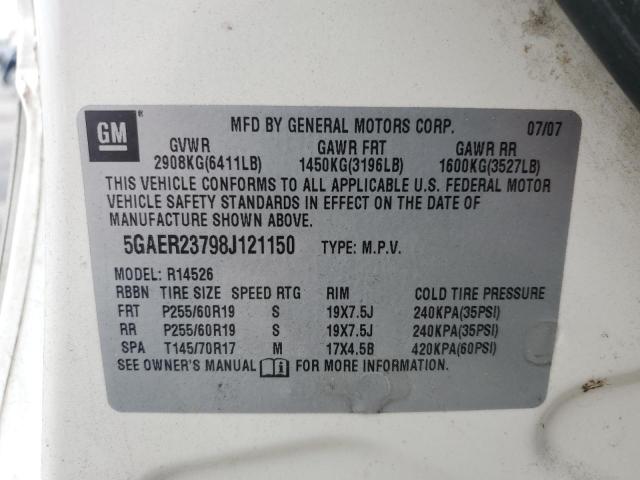 GM
MFD BY GENERAL MOTORS CORP. 07/07
GVWR GAWR FRT GAWR RR
2908KG(6411LB) 1450KG(3196LB) 1600KG(3527LB)
THIS VEHICLE CONFORMS TO ALL APPLICABLE U.S. FEDERAL MOTOR
VEHICLE SAFETY STANDARDS IN EFFECT ON THE DATE OF
MANUFACTURE SHOWN ABOVE.
5GAER23798J121150 TYPE: M.P.V.
MODEL: R14526
RBBN TIRE SIZE SPEED RTG RIM COLD TIRE PRESSURE
FRT P255/60R19 S 19X7.5J 240KPA(35PSI)
RR P255/60R19 S 19X7.5J 240KPA(35PSI)
SPA T145/70R17 M 17X4.5B 420KPA(60PSI)
SEE OWNER'S MANUAL FOR MORE INFORMATION.